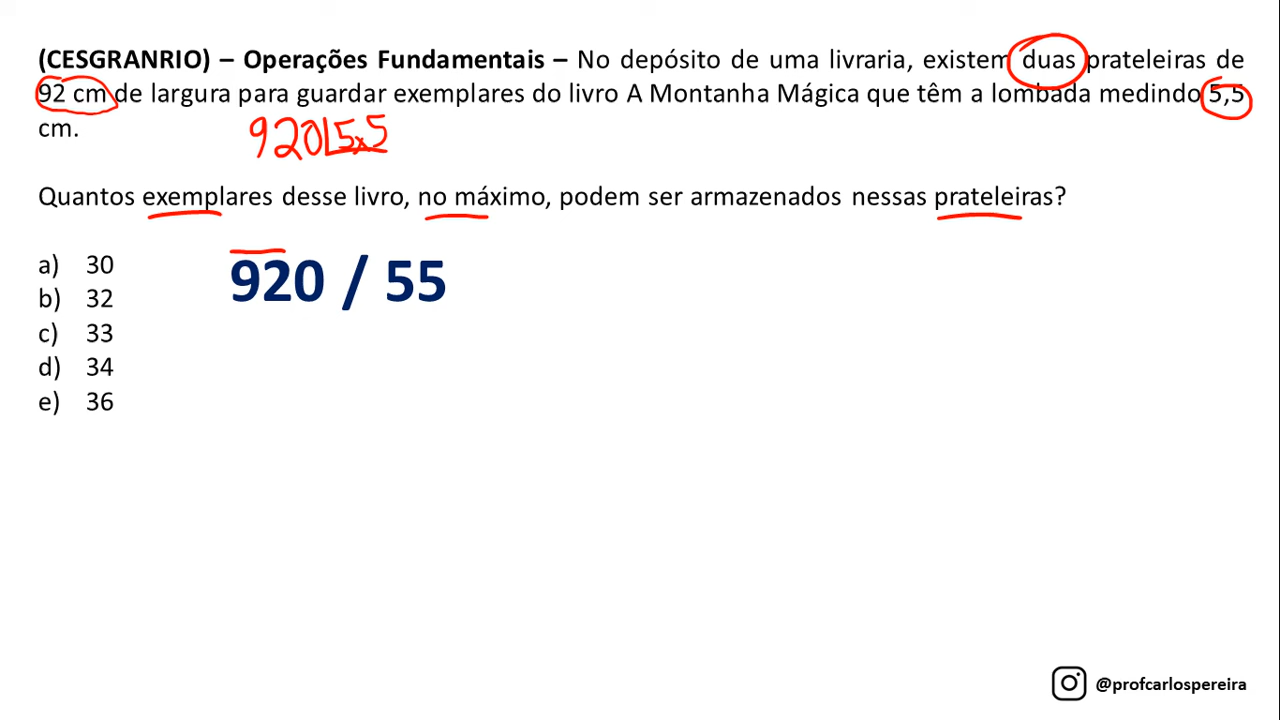 (CESGRANRIO) – Operações Fundamentais – No depósito de uma livraria, existem duas prateleiras de
92 cm de largura para guardar exemplares do livro A Montanha Mágica que têm a lombada medindo 5,5
cm.
920 5,5
Quantos exemplares desse livro, no máximo, podem ser armazenados nessas prateleiras?
a) 30
920 / 55
b) 32
c) 33
d) 34
e) 36
@profcarlospereira